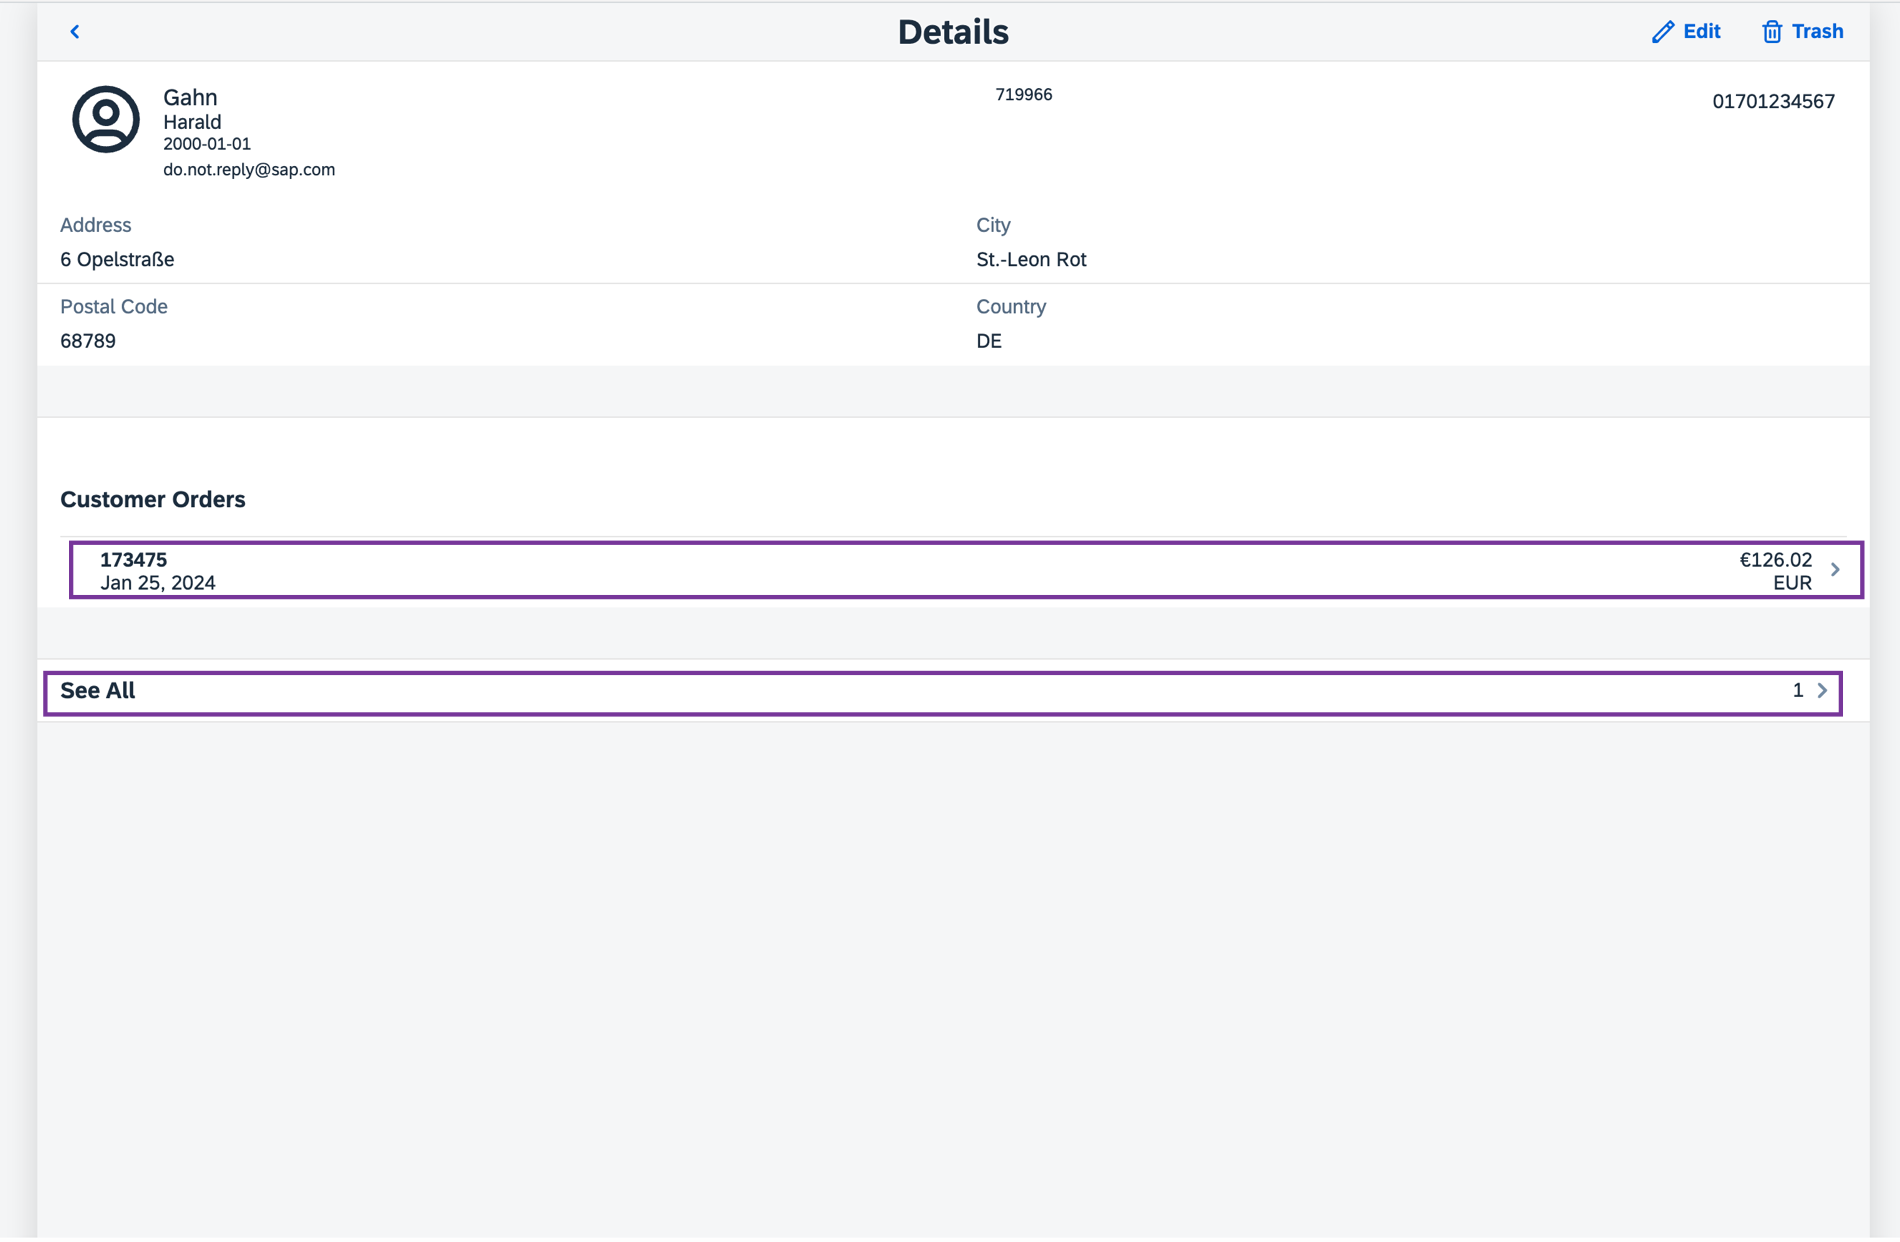 Details
Edit
Trash
Gahn
Harald
2000-01-01
do.not.reply@sap.com
719966
01701234567
Address
6 Opelstraße
City
St.-Leon Rot
Postal Code
68789
Country
DE
Customer Orders
173475
Jan 25, 2024
€126.02
EUR
See All
1